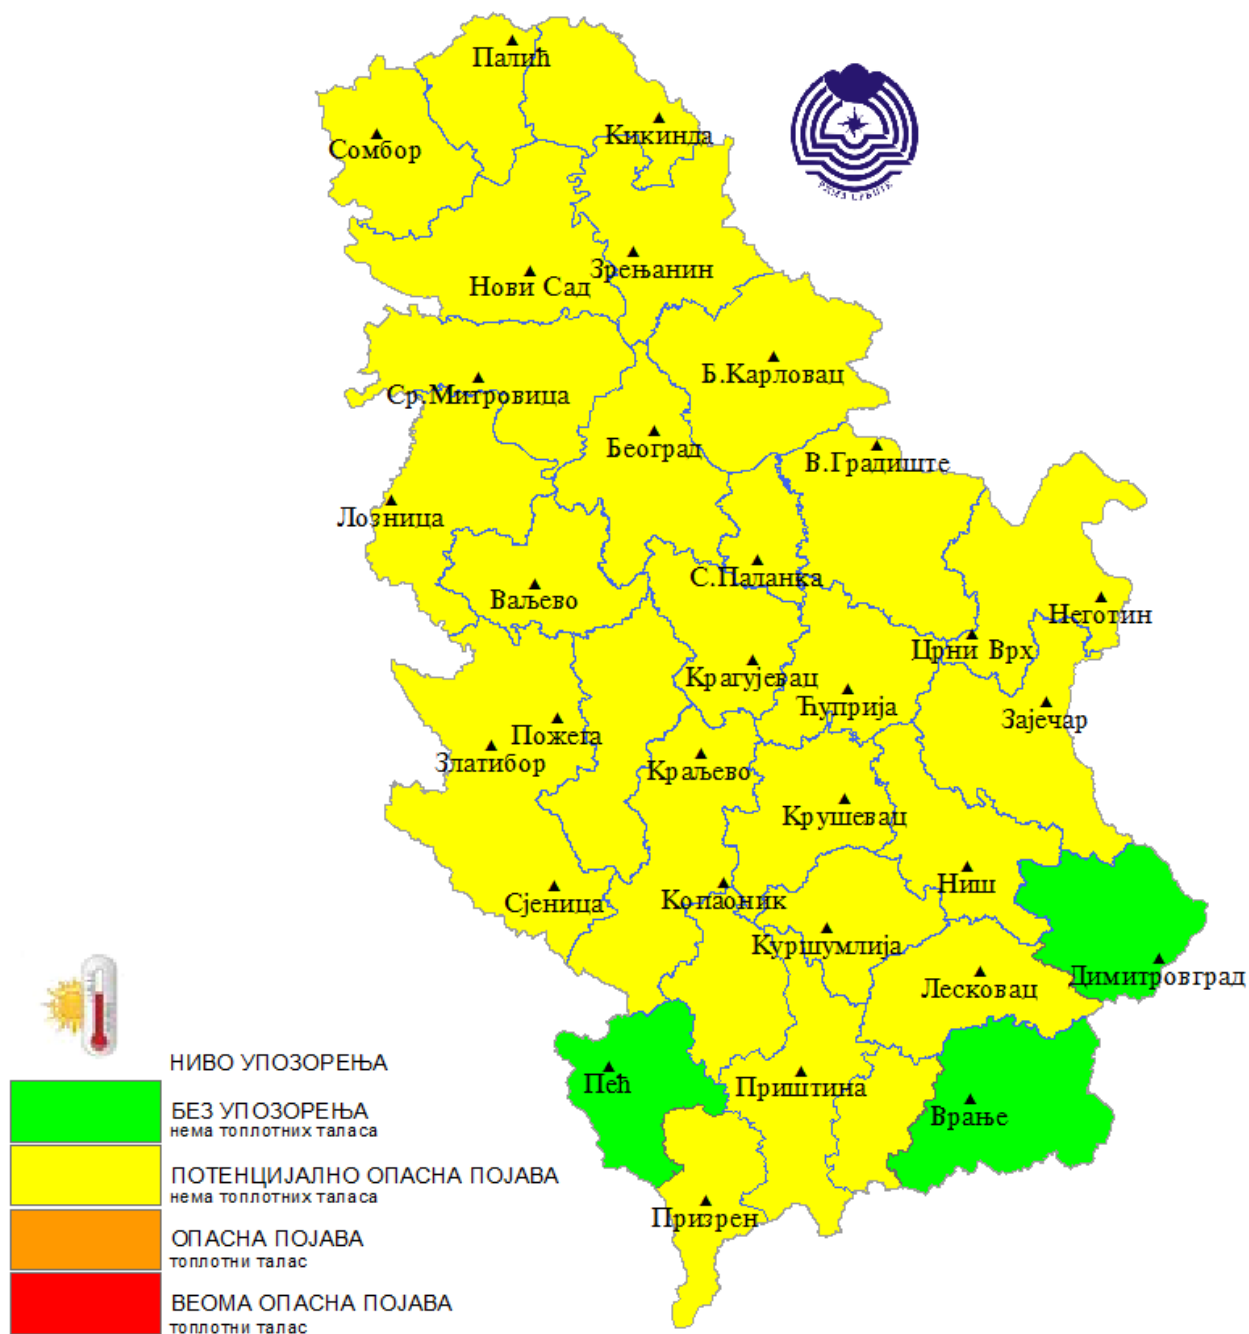 Палић
Кикинда
Сомбор
Зрењанин
Нови Сад
Б.Карловац
Ср.Митровица
Београд
В.Градиште
Лозница
С.Паланка
Ваљево
Неготин
Црни Врх
Крагујевац
Ћуприја
Зајечар
Пожега
Златибор
Краљево
Крушевац
Ниш
Сјеница
Копаоник
Куршумлија
Димитровград
Лесковац
Пећ
Приштина
Врање
Призрен
РХМЗ СРБИЈЕ
НИВО УПОЗОРЕЊА
БЕЗ УПОЗОРЕЊА
нема топлотних таласа
ПОТЕНЦИЈАЛНО ОПАСНА ПОЈАВА
нема топлотних таласа
ОПАСНА ПОЈАВА
топлотни талас
ВЕОМА ОПАСНА ПОЈАВА
топлотни талас